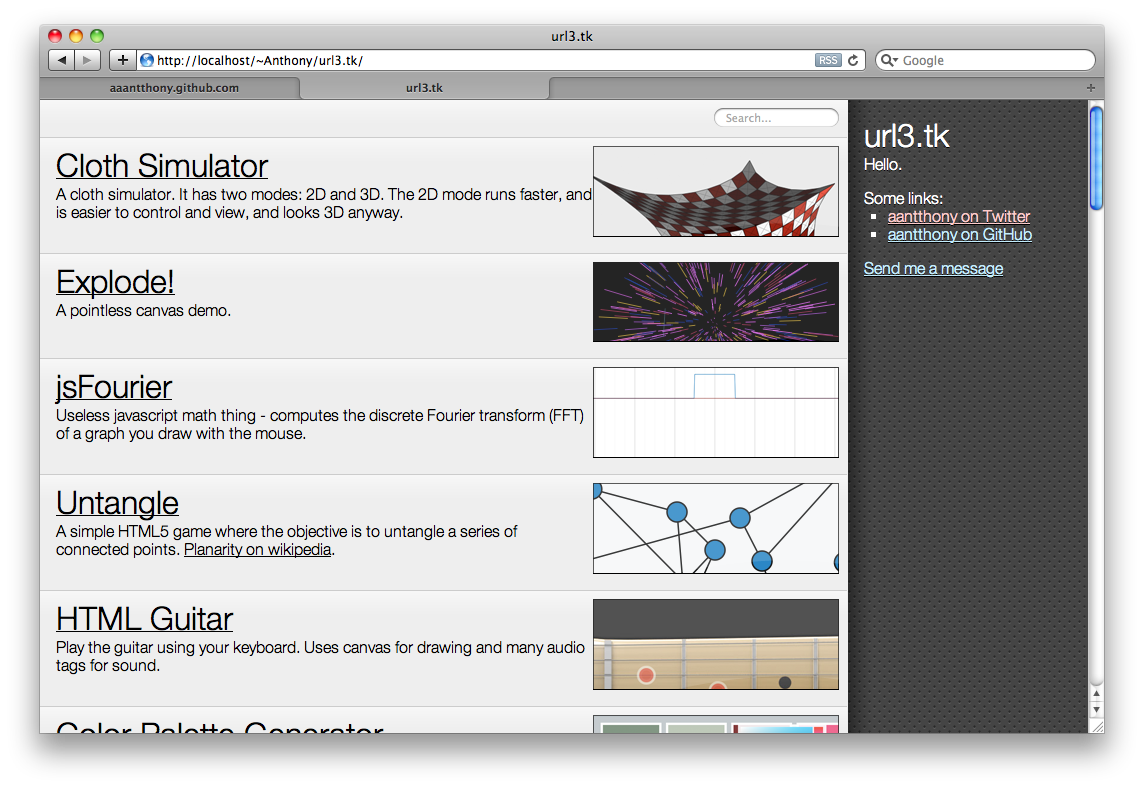 url3.tk
http://localhost/~Anthony/url3.tk/
RSS
Google
aaantthony.github.com
url3.tk
Search...
Cloth Simulator
A cloth simulator. It has two modes: 2D and 3D. The 2D mode runs faster, and
is easier to control and view, and looks 3D anyway.
Explode!
A pointless canvas demo.
jsFourier
Useless javascript math thing - computes the discrete Fourier transform (FFT)
of a graph you draw with the mouse.
Untangle
A simple HTML5 game where the objective is to untangle a series of
connected points. Planarity on wikipedia.
HTML Guitar
Play the guitar using your keyboard. Uses canvas for drawing and many audio
tags for sound.
Color Palette Generator
url3.tk
Hello.
Some links:
aantthony on Twitter
aantthony on GitHub
Send me a message